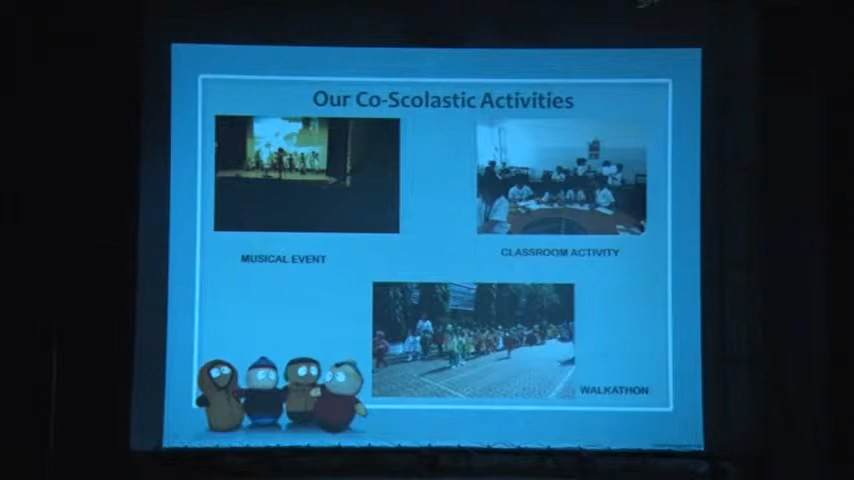 Our Co-Scolastic Activities
MUSICAL EVENT
CLASSROOM ACTIVITY
WALKATHON